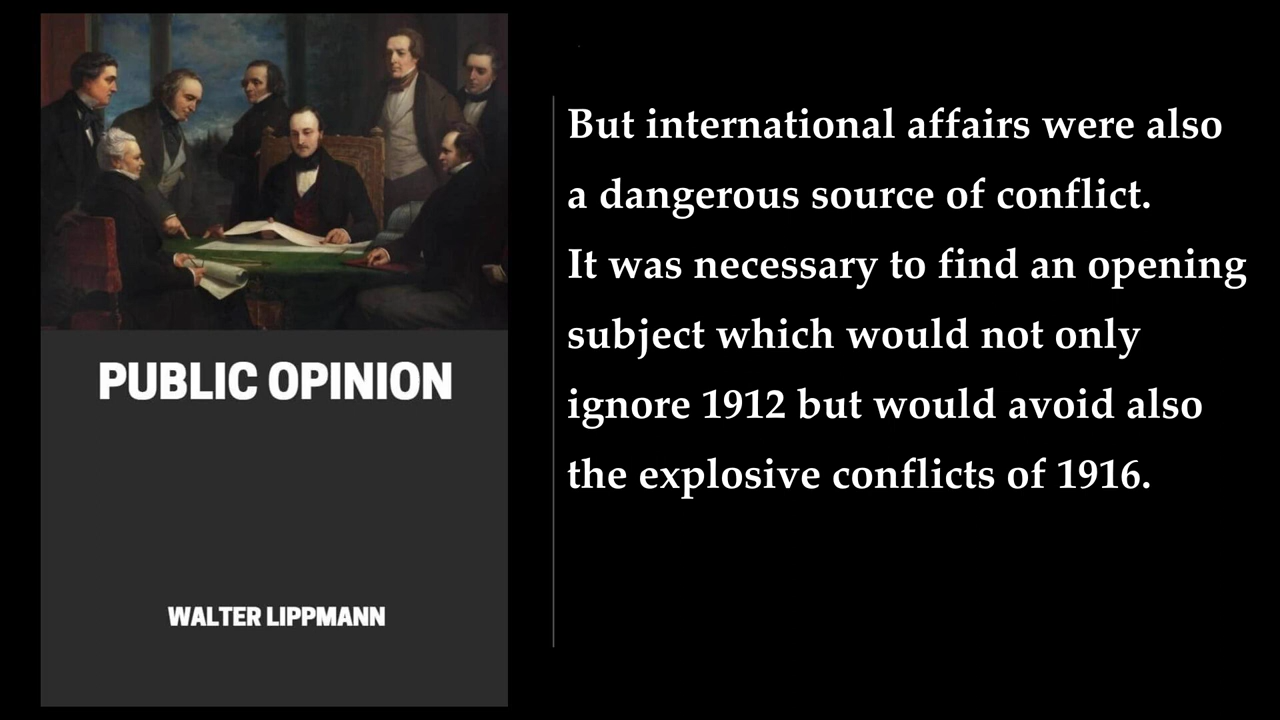 PUBLIC OPINION
WALTER LIPPMANN
But international affairs were also
a dangerous source of conflict.
It was necessary to find an opening
subject which would not only
ignore 1912 but would avoid also
the explosive conflicts of 1916.